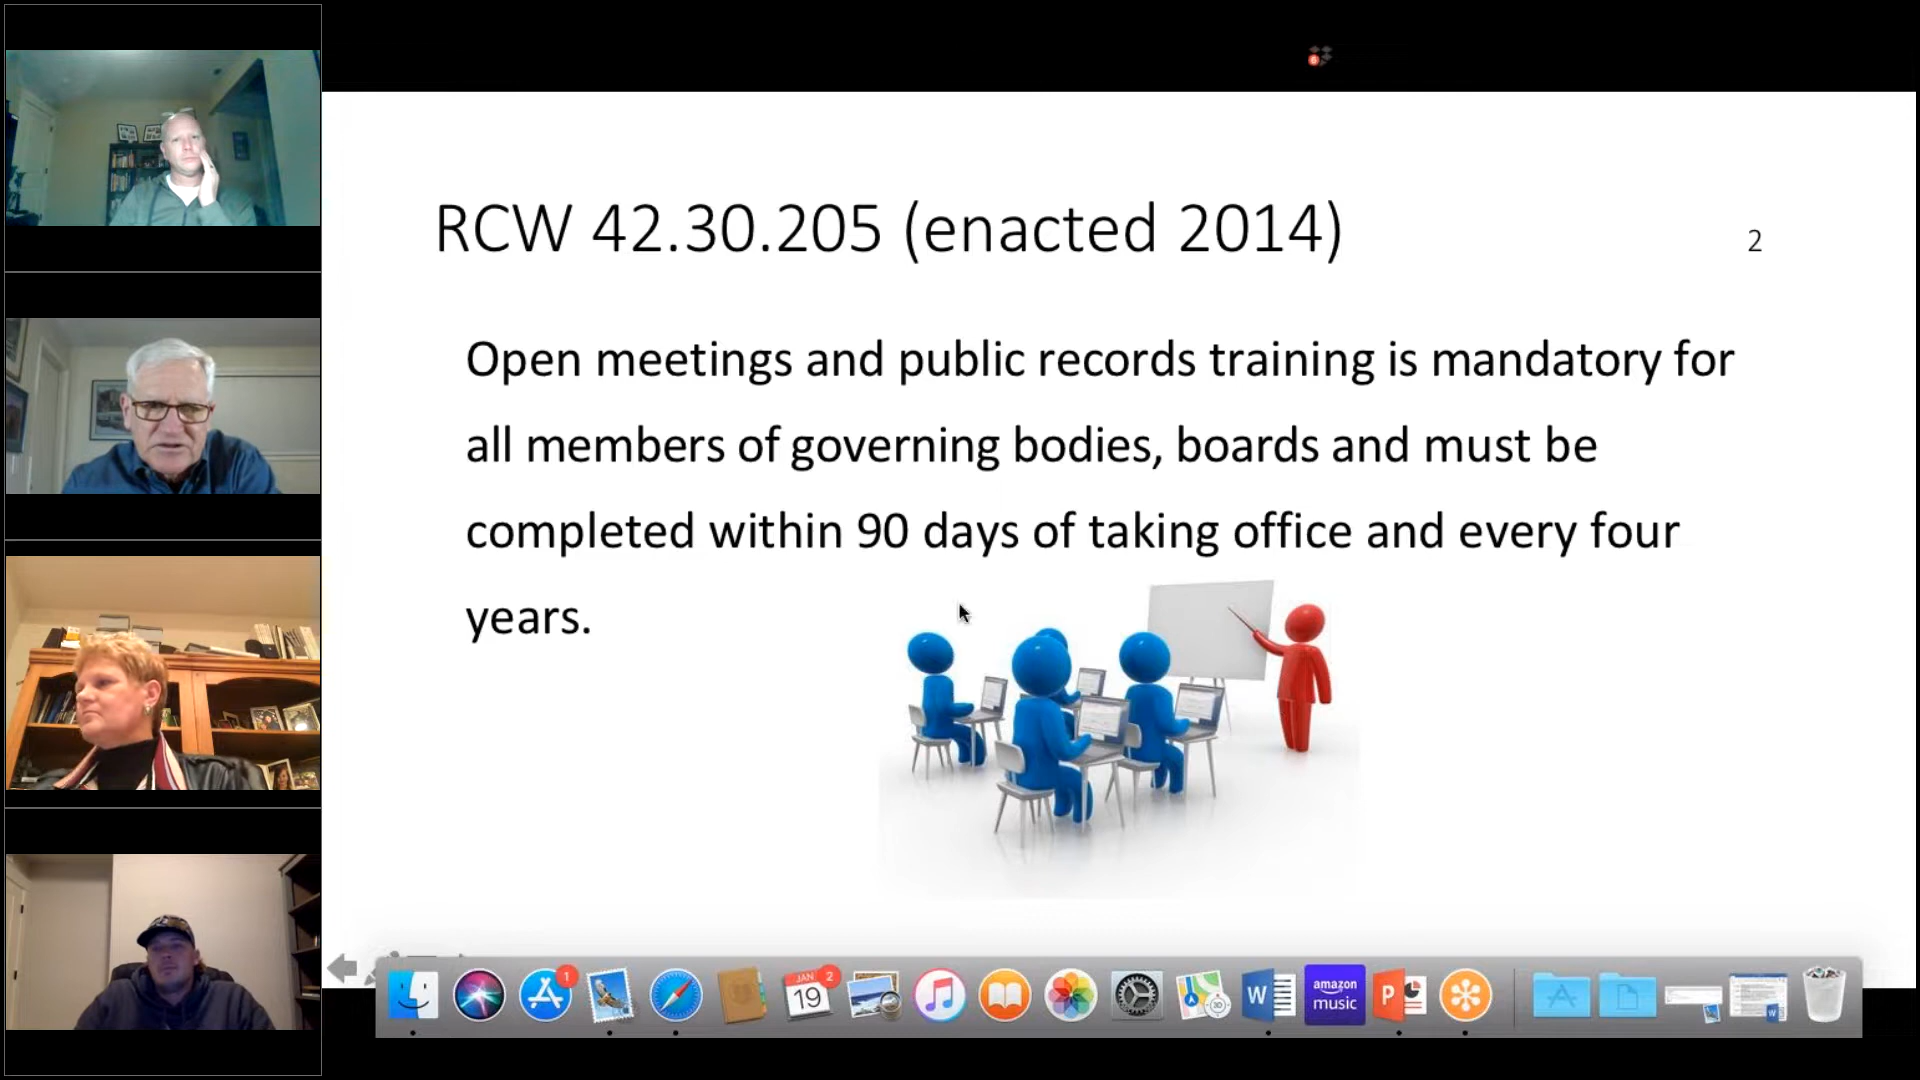 6
RCW 42.30.205 (enacted 2014)
2
Open meetings and public records training is mandatory for
all members of governing bodies, boards and must be
completed within 90 days of taking office and every four
years.
1
JAN
2
19
3D
W
amazon
music
P
W